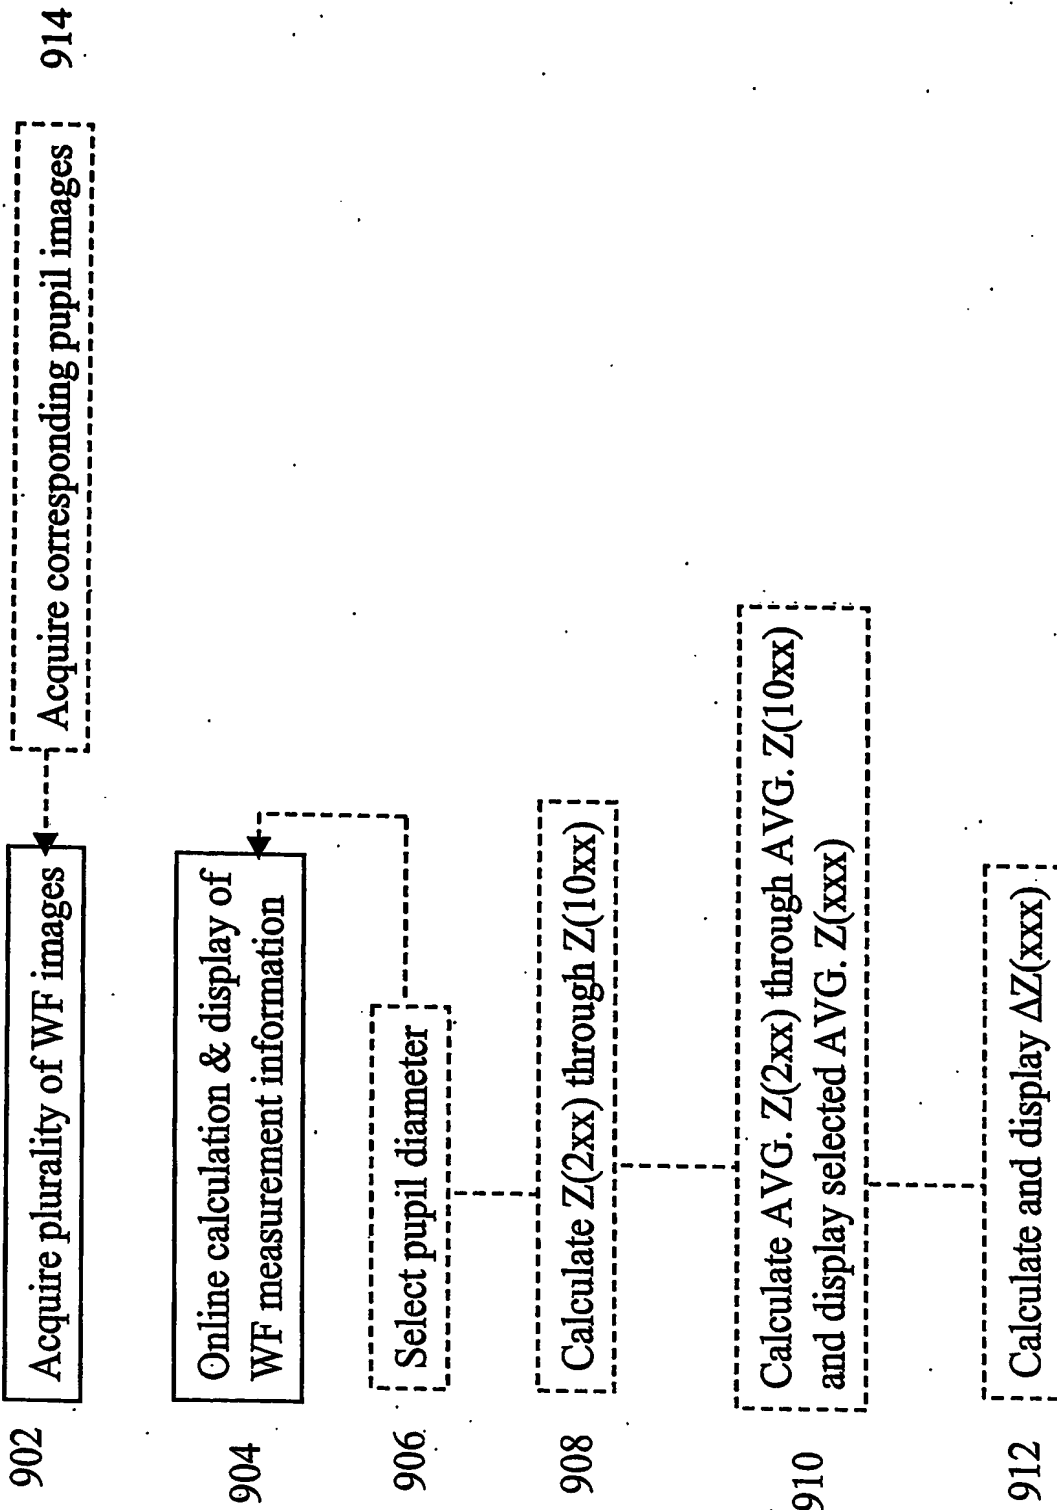 902
Acquire plurality of WF images
Acquire corresponding pupil images
914
904
Online calculation & display of
WF measurement information
906
Select pupil diameter
908
Calculate Z(2xx) through Z(10xx)
910
Calculate AVG. Z(2xx) through AVG. Z(10xx)
and display selected AVG. Z(xxx)
912
Calculate and display ΔZ(xxx)